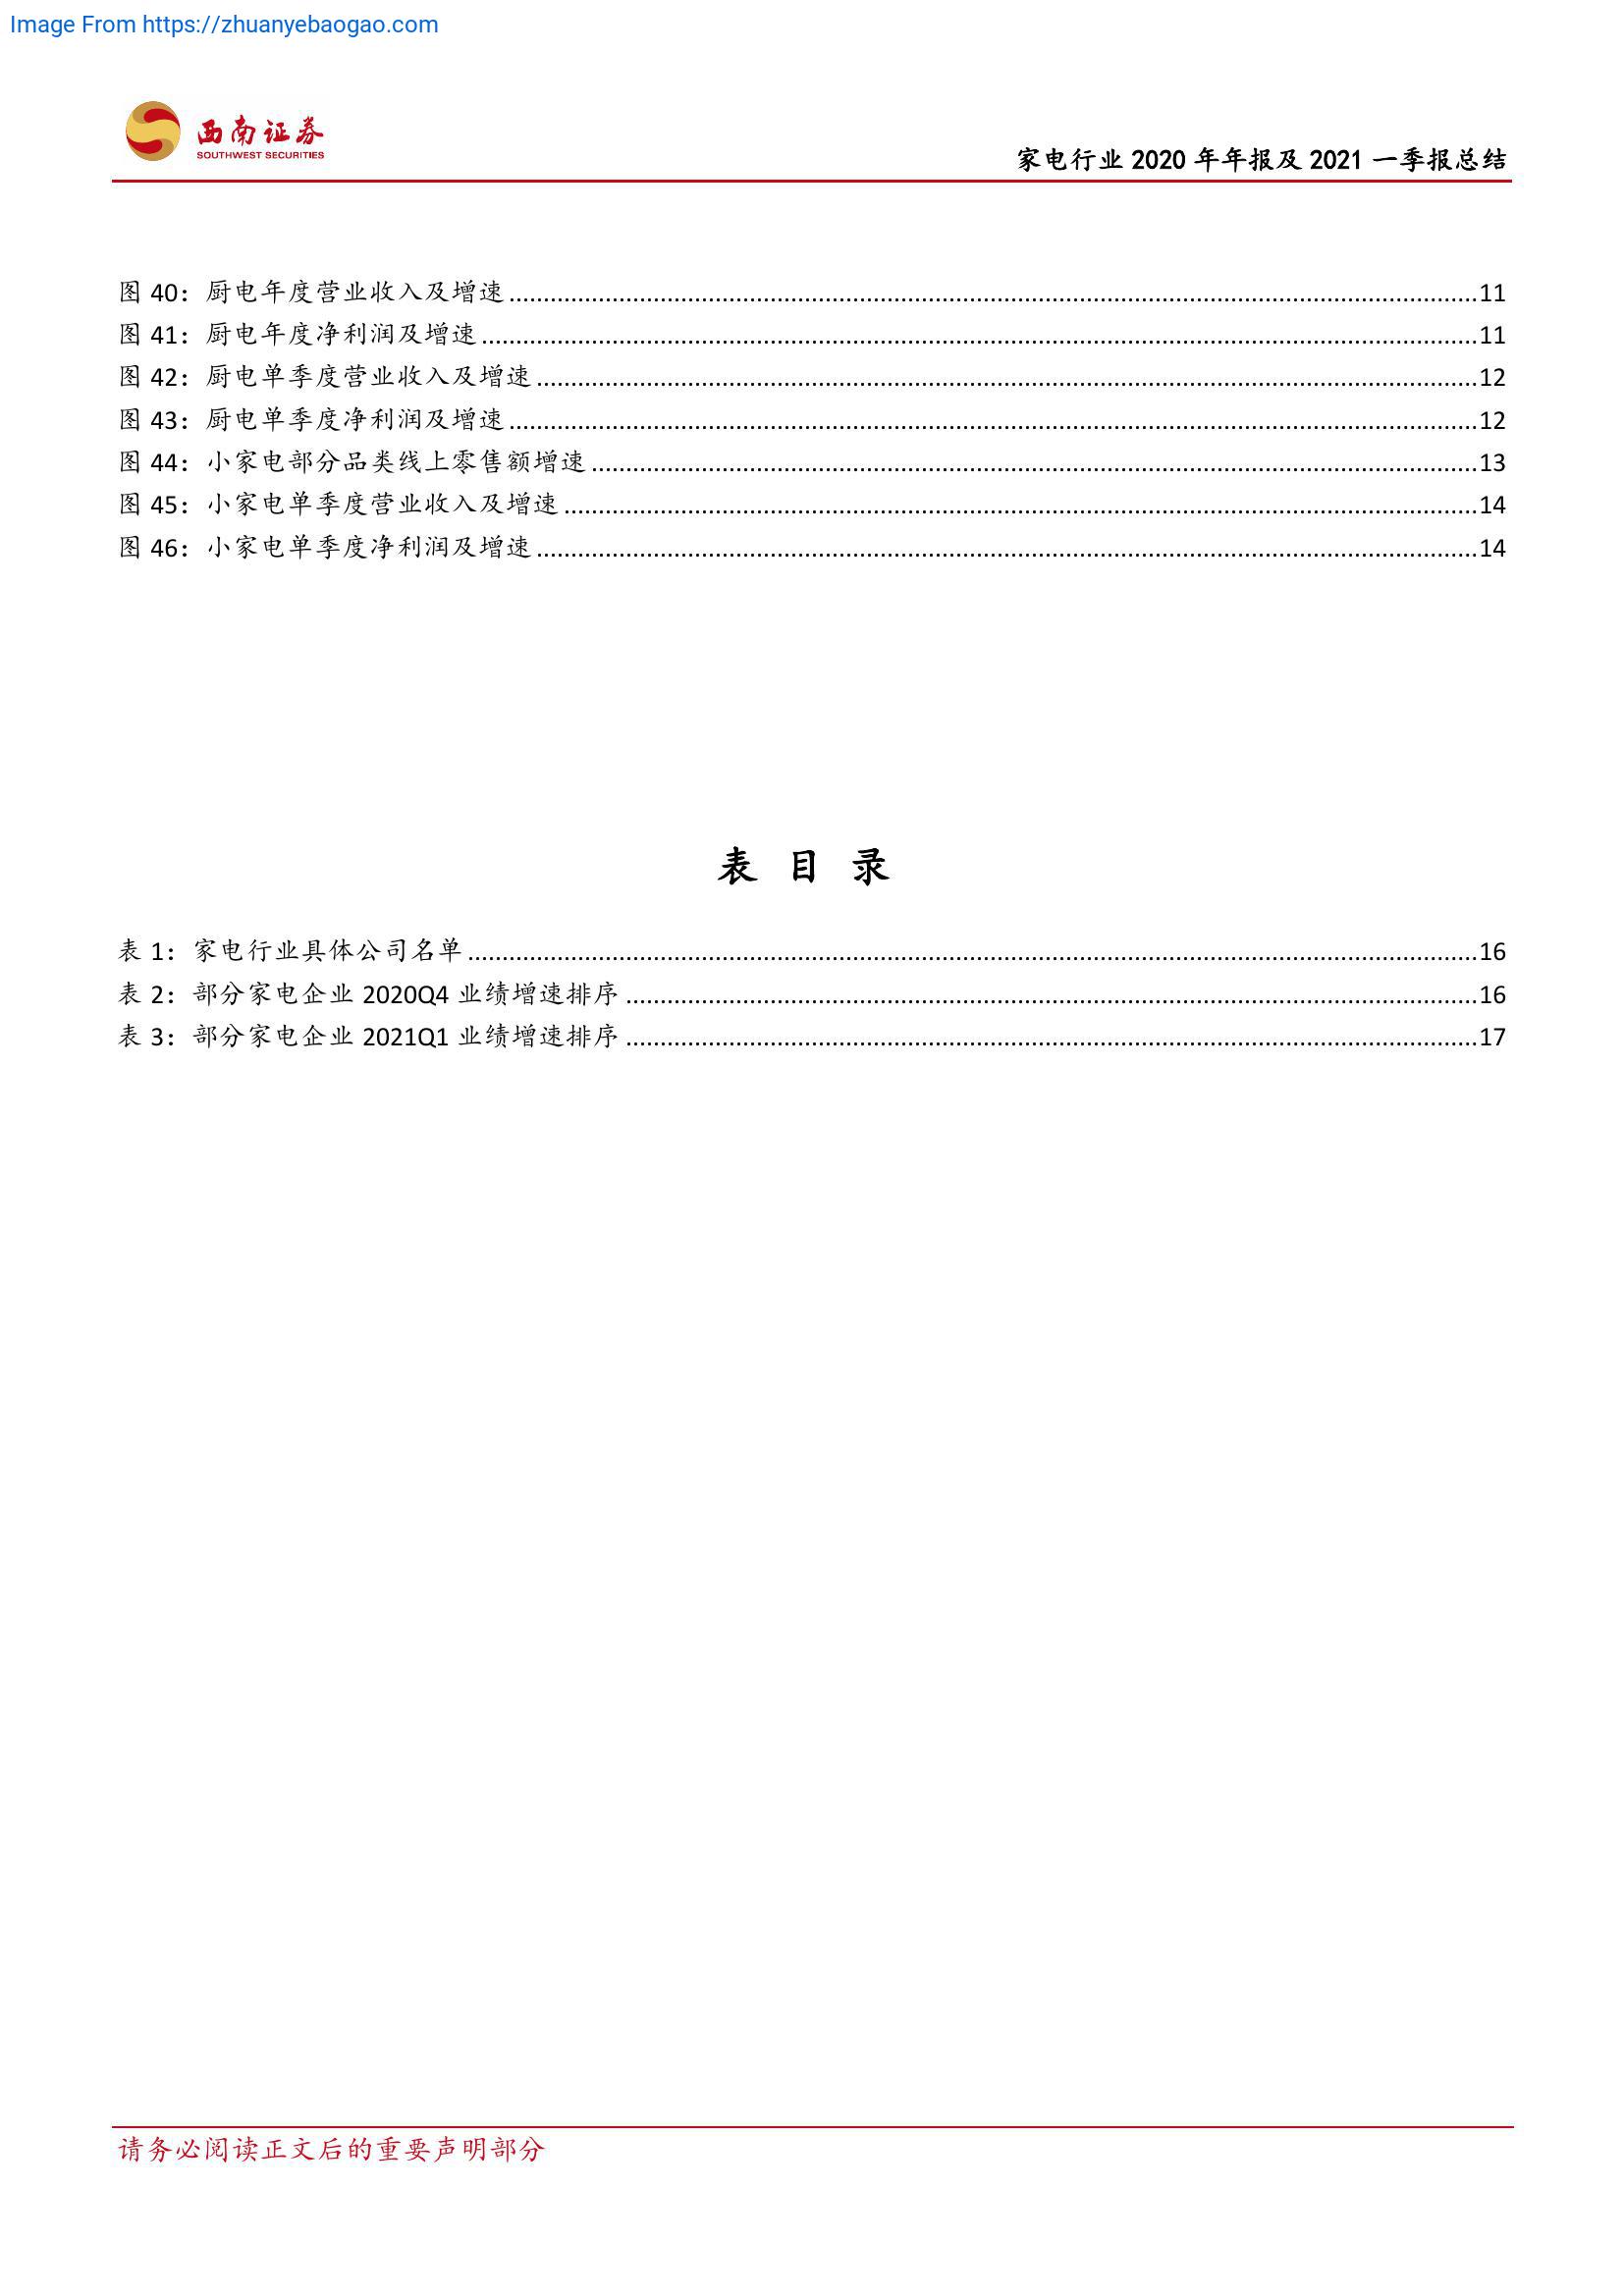 Image From https://zhuanyebaogao.com
西南证券
SOUTHWEST SECURITIES
家电行业 2020 年年报及 2021 一季报总结
图 40：厨电年度营业收入及增速........11
图 41：厨电年度净利润及增速........11
图 42：厨电单季度营业收入及增速........12
图 43：厨电单季度净利润及增速........12
图 44：小家电部分品类线上零售额增速........13
图 45：小家电单季度营业收入及增速........14
图 46：小家电单季度净利润及增速........14
表 目 录
表 1：家电行业具体公司名单........16
表 2：部分家电企业 2020Q4 业绩增速排序........16
表 3：部分家电企业 2021Q1 业绩增速排序........17
请务必阅读正文后的重要声明部分